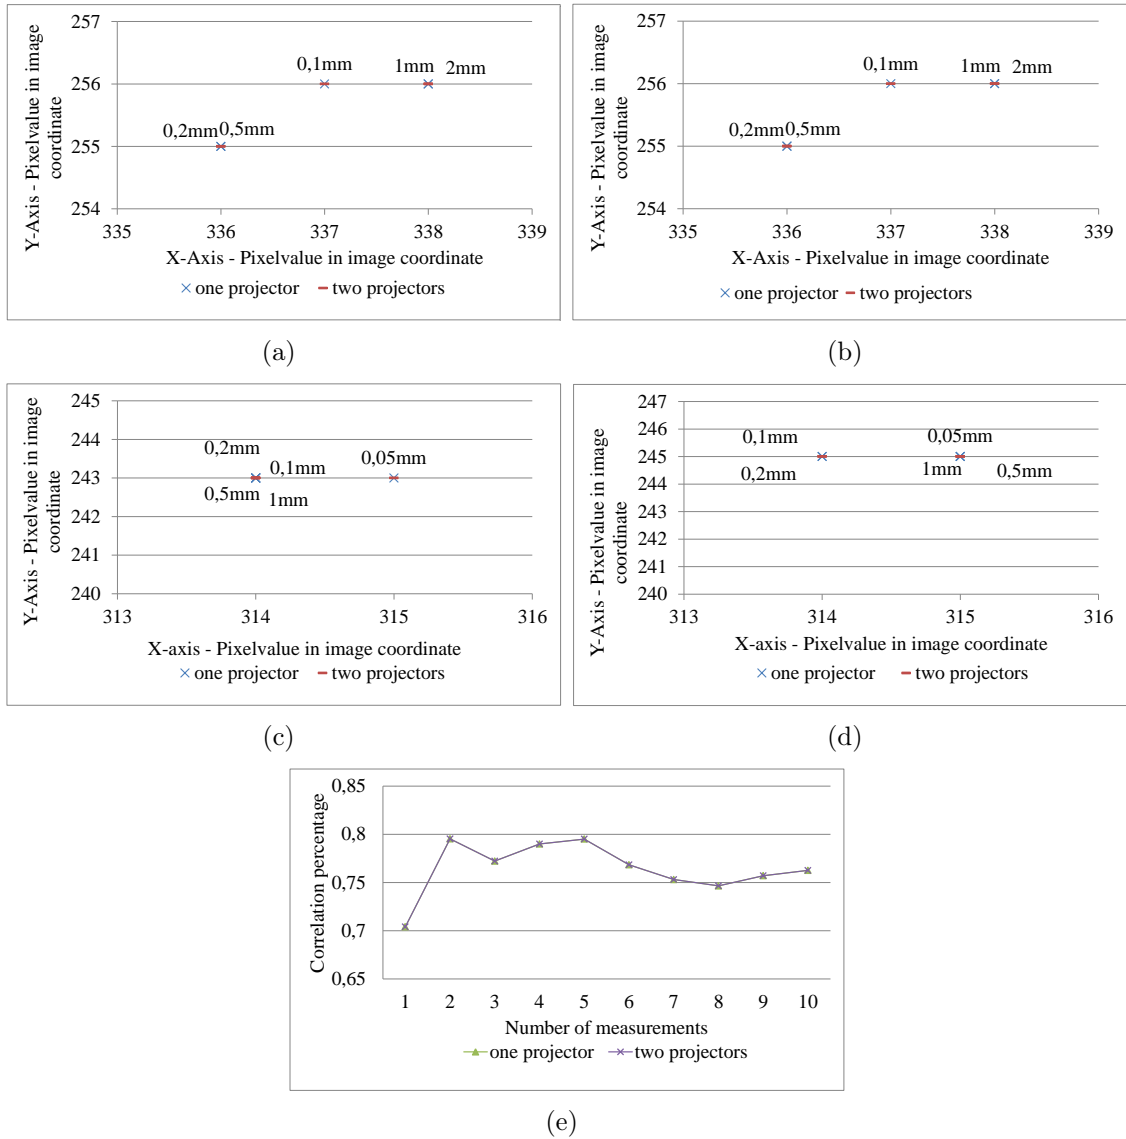 257
256
255
254
335 336 337 338 339
0,1mm 1mm 2mm
0,2mm 0,5mm
Y-Axis - Pixelvalue in image
coordinate
X-Axis - Pixelvalue in image coordinate
one projector two projectors
(a)
257
256
255
254
335 336 337 338 339
0,1mm 1mm 2mm
0,2mm 0,5mm
Y-Axis - Pixelvalue in image
coordinate
X-Axis - Pixelvalue in image coordinate
one projector two projectors
(b)
245
244
243
242
241
240
313 314 315 316
0,2mm
0,1mm 0,05mm
0,5mm 1mm
Y-Axis - Pixelvalue in image
coordinate
X-axis - Pixelvalue in image coordinate
one projector two projectors
(c)
247
246
245
244
243
242
241
240
313 314 315 316
0,1mm 0,05mm
0,2mm 1mm 0,5mm
Y-Axis - Pixelvalue in image
coordinate
X-axis - Pixelvalue in image coordinate
one projector two projectors
(d)
0,85
0,8
0,75
0,7
0,65
1 2 3 4 5 6 7 8 9 10
Correlation percentage
Number of measurements
one projector two projectors
(e)